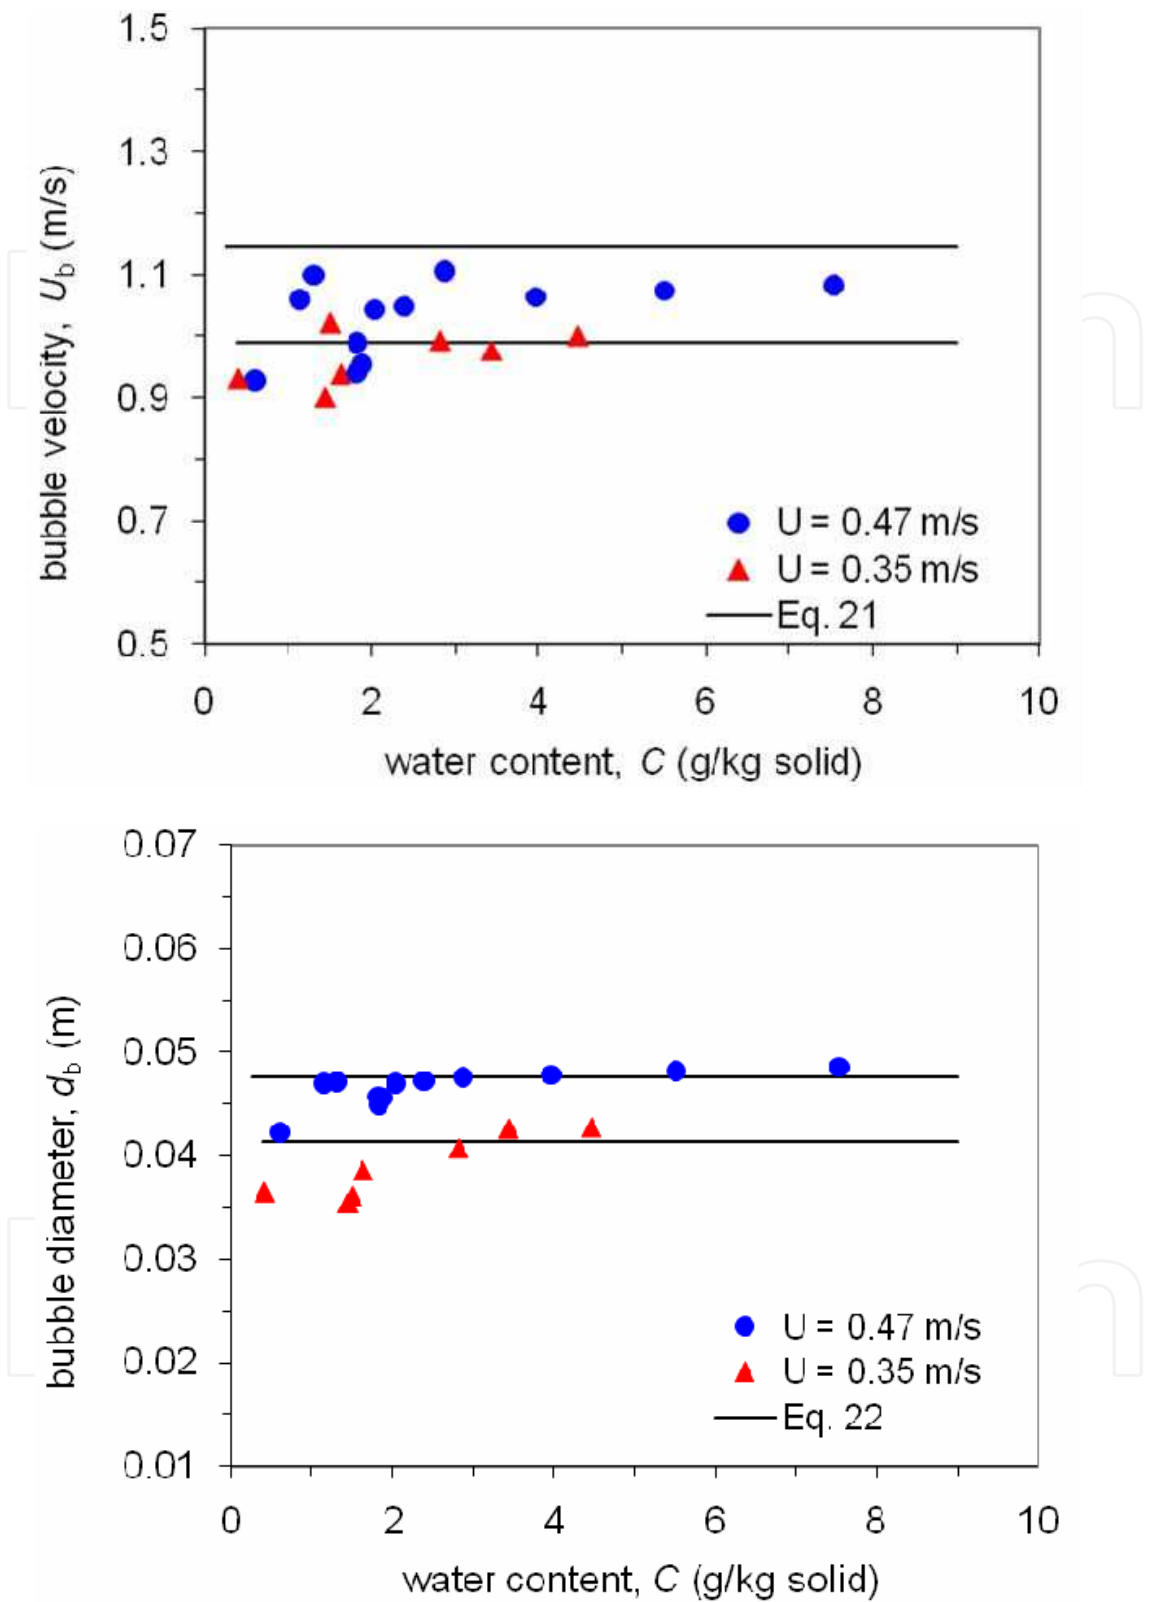 1.5
1.3
1.1
0.9
0.7
0.5
bubble velocity, U_b (m/s)
U = 0.47 m/s
U = 0.35 m/s
Eq. 21
0 2 4 6 8 10
water content, C (g/kg solid)
0.07
0.06
0.05
0.04
0.03
0.02
0.01
bubble diameter, d_b (m)
U = 0.47 m/s
U = 0.35 m/s
Eq. 22
0 2 4 6 8 10
water content, C (g/kg solid)